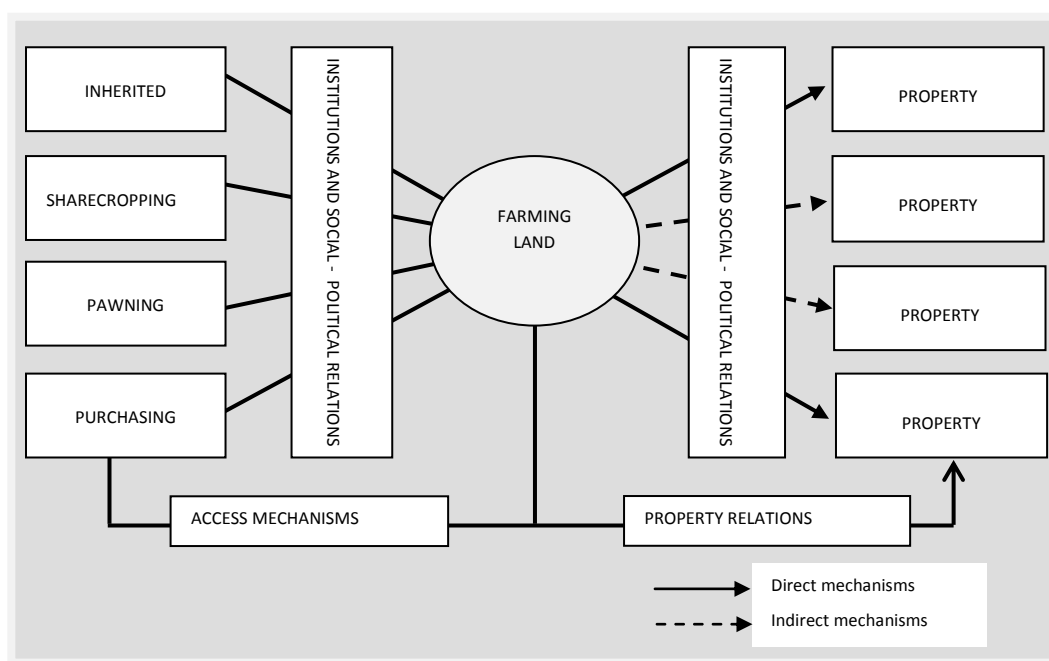 INHERITED
SHARECROPPING
PAWNING
PURCHASING
INSTITUTIONS AND SOCIAL - POLITICAL RELATIONS
FARMING
LAND
INSTITUTIONS AND SOCIAL - POLITICAL RELATIONS
PROPERTY
PROPERTY
PROPERTY
PROPERTY
ACCESS MECHANISMS
PROPERTY RELATIONS
Direct mechanisms
Indirect mechanisms